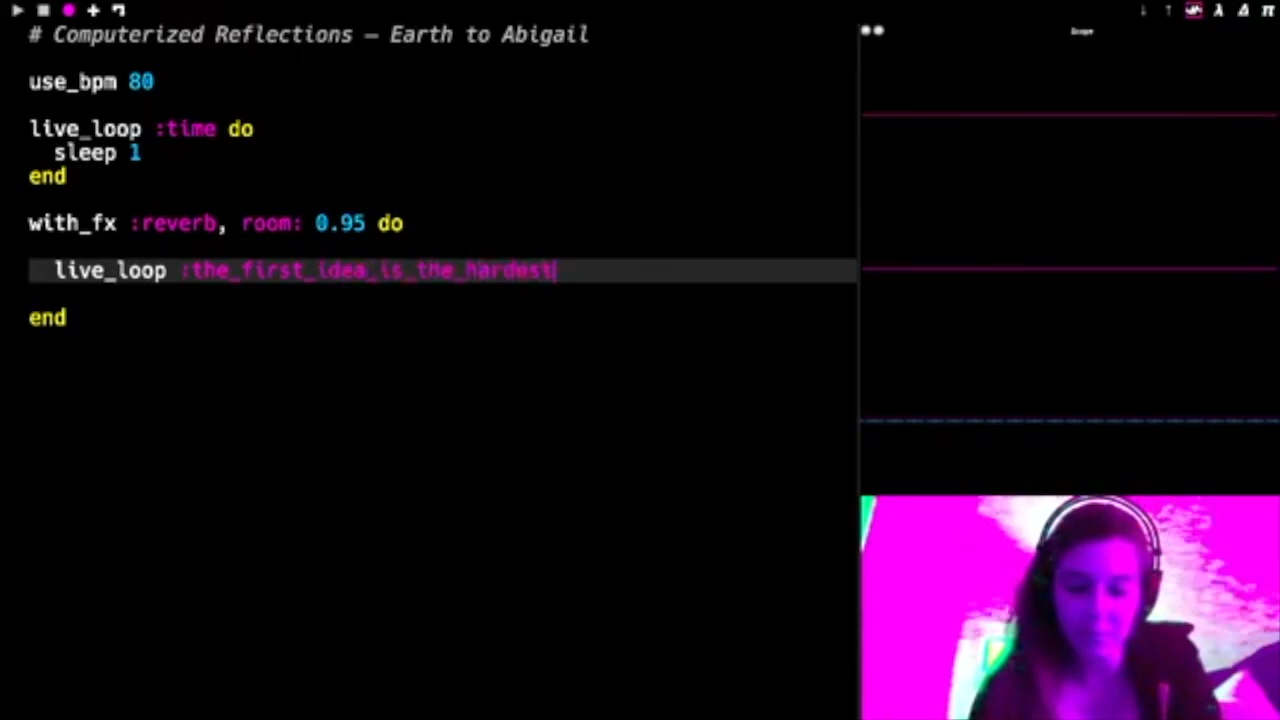 # Computerized Reflections – Earth to Abigail
use_bpm 80
live_loop :time do
sleep 1
end
with_fx :reverb, room: 0.95 do
live_loop :the_first_idea_is_the_hardest
end
Scope